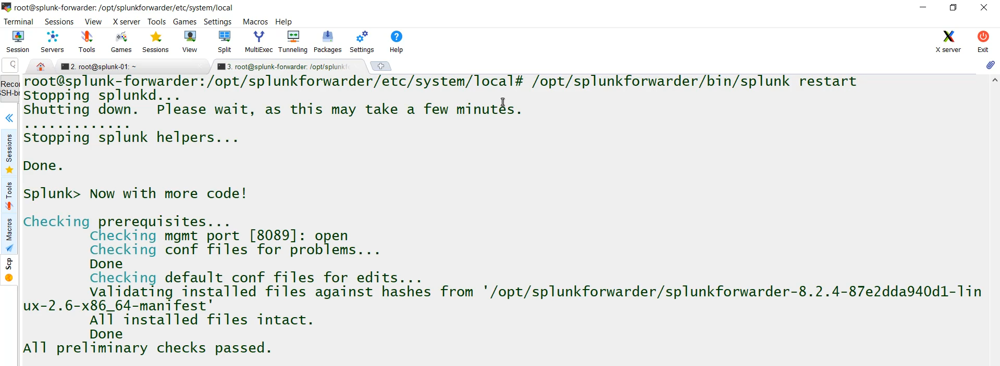 root@splunk-forwarder: /opt/splunkforwarder/etc/system/local
Terminal Sessions View X server Tools Games Settings Macros Help
Session Servers Tools Games Sessions View Split MultiExec Tunneling Packages Settings Help X server Exit
2. root@splunk-01: ~
3. root@splunk-forwarder: /opt/splunkf
Recor
SSH-br
Sessions
Tools
Macros
Scp
root@splunk-forwarder:/opt/splunkforwarder/etc/system/local# /opt/splunkforwarder/bin/splunk restart
Stopping splunkd...
Shutting down.  Please wait, as this may take a few minutes.
.............
Stopping splunk helpers...
Done.
Splunk> Now with more code!
Checking prerequisites...
Checking mgmt port [8089]: open
Checking conf files for problems...
Done
Checking default conf files for edits...
Validating installed files against hashes from '/opt/splunkforwarder/splunkforwarder-8.2.4-87e2dda940d1-lin
ux-2.6-x86_64-manifest'
All installed files intact.
Done
All preliminary checks passed.